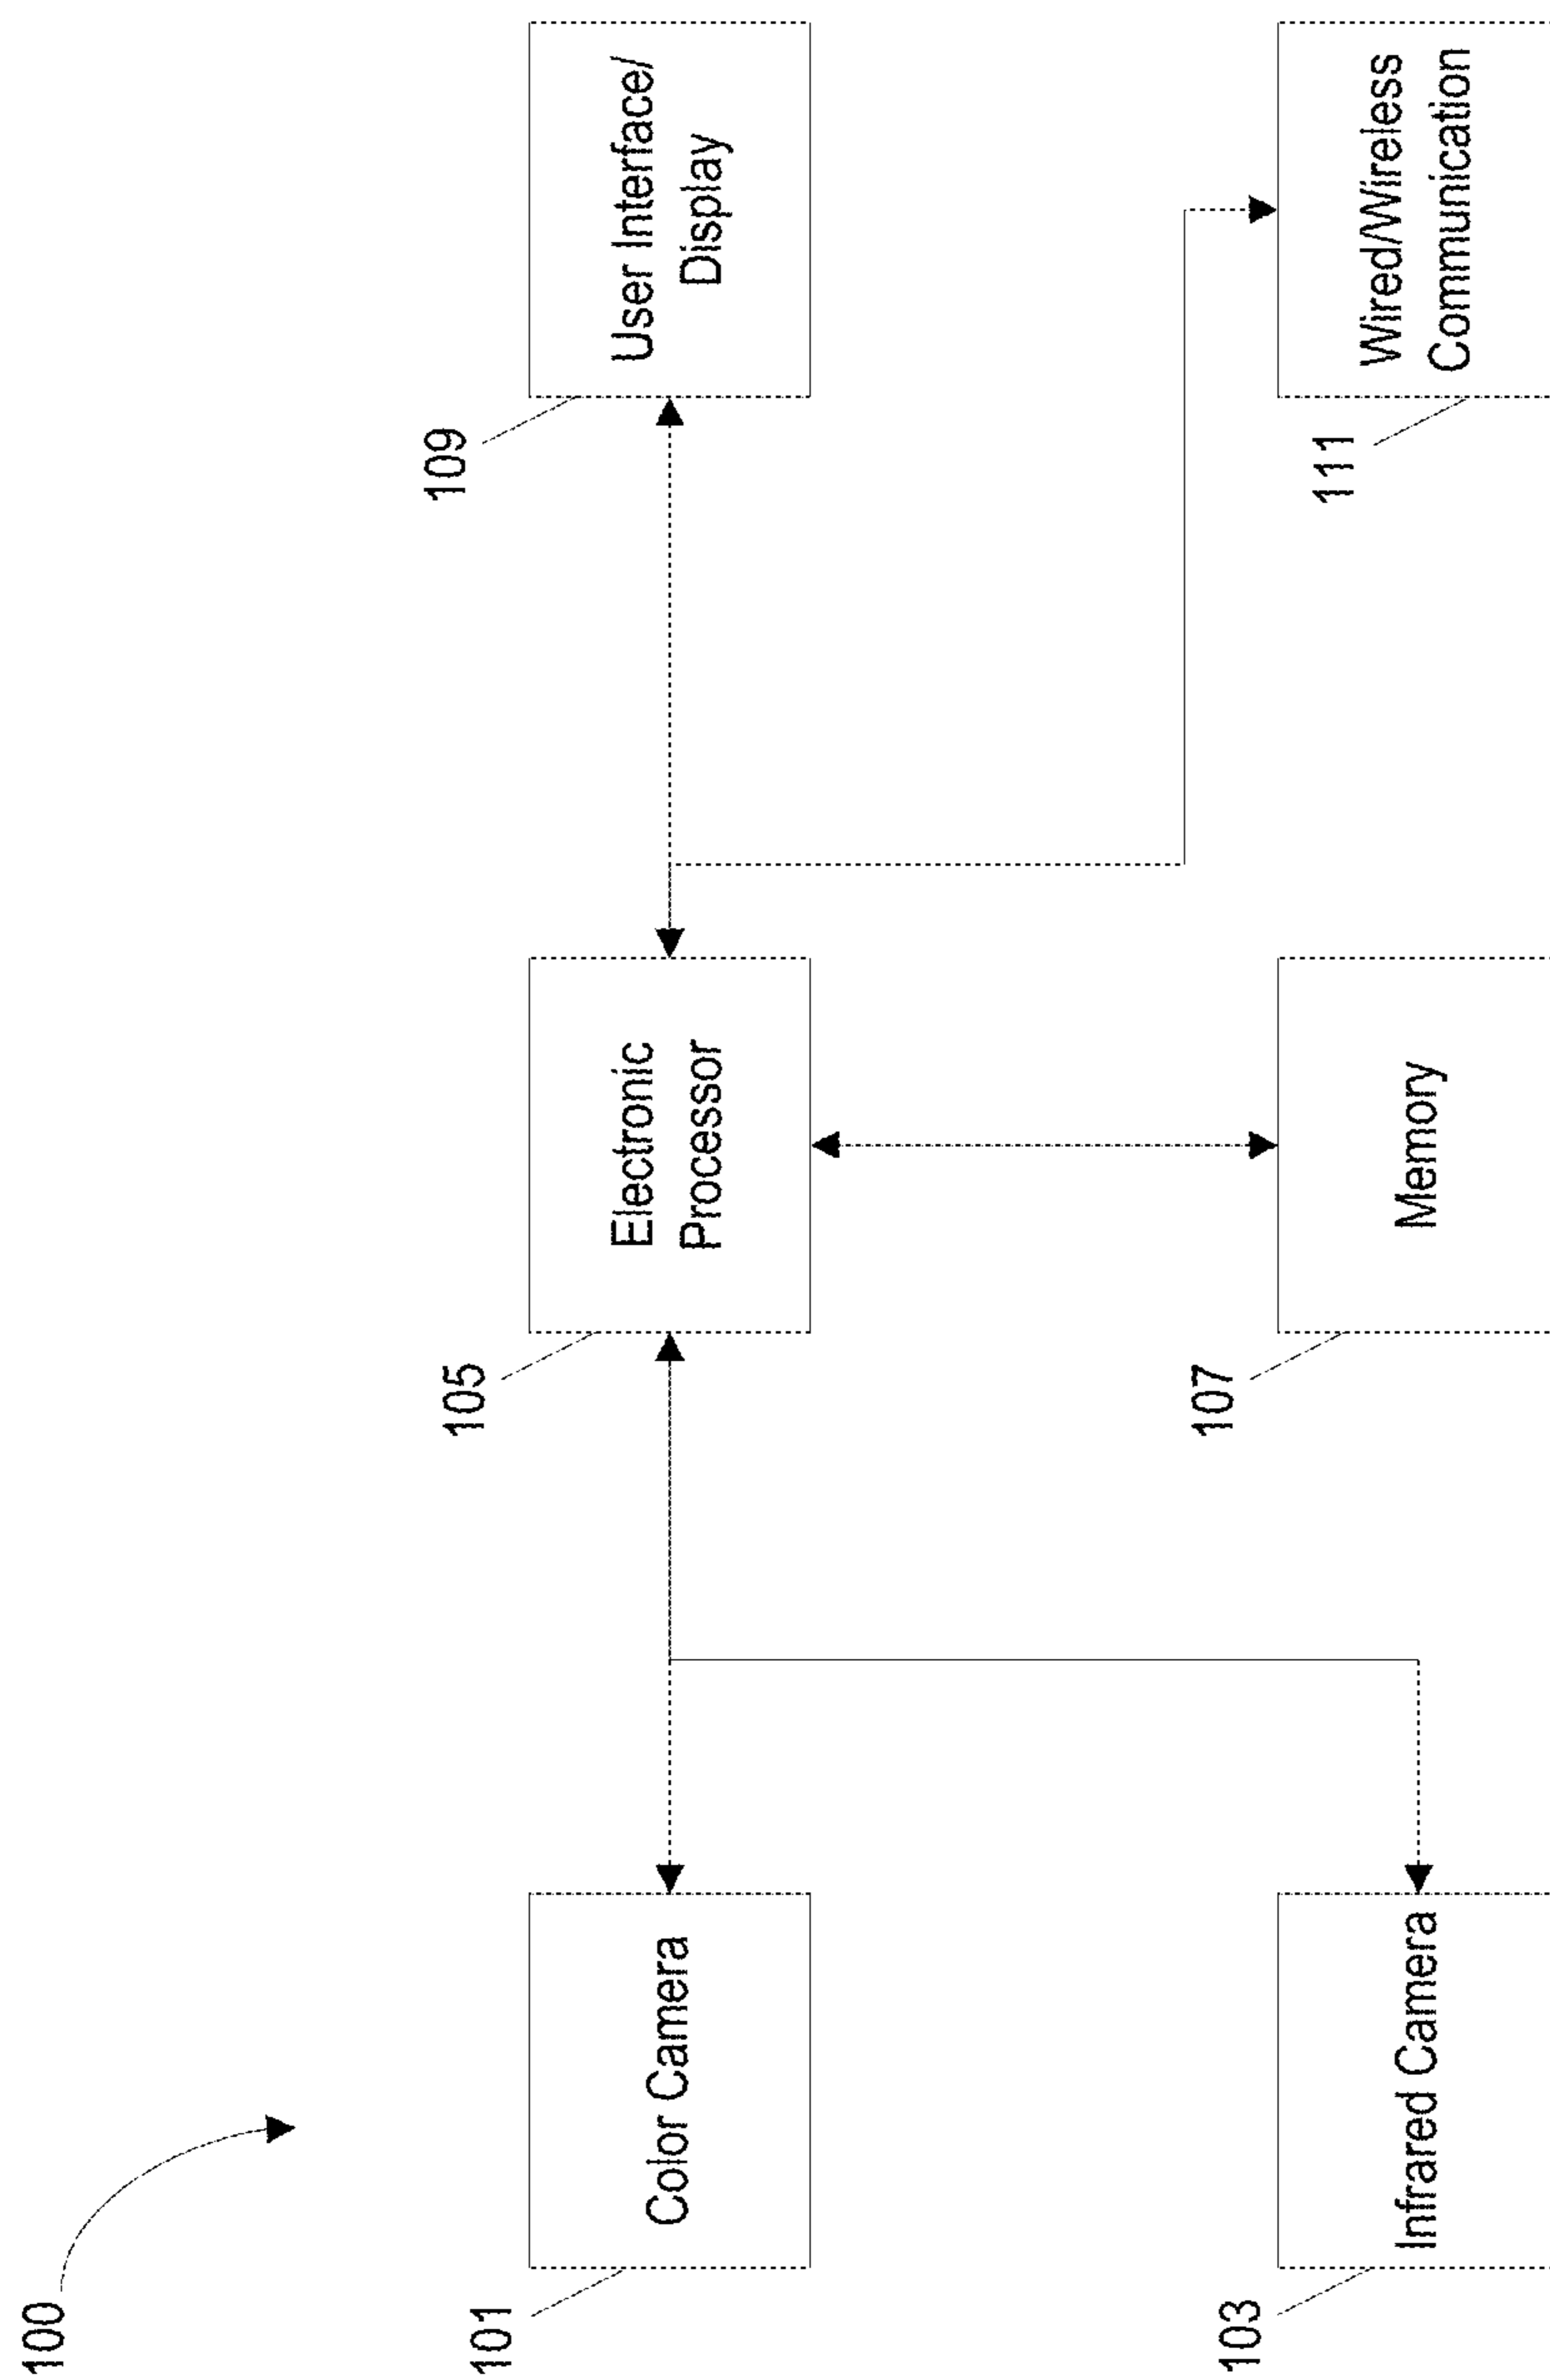 100
101
Color Camera
105
Electronic
Processor
109
User Interface/
Display
103
Infrared Camera
107
Memory
111
Wired/Wireless
Communication